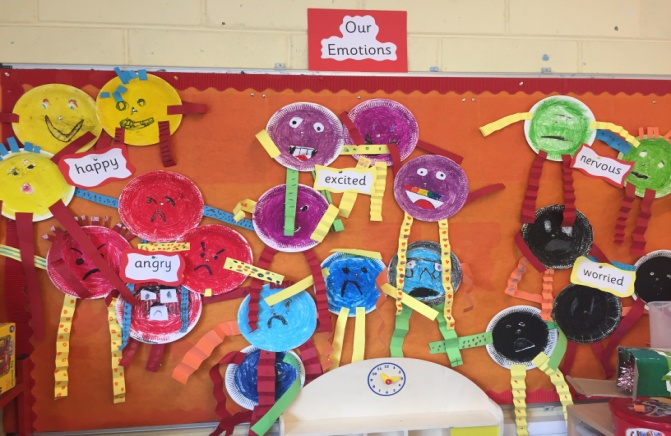 Our
Emotions
happy
excited
nervous
angry
worried